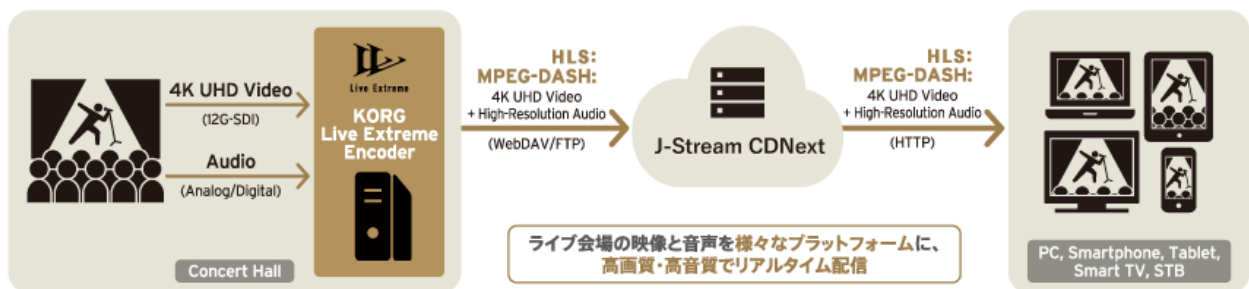 4K UHD Video
(12G-SDI)
Audio
(Analog/Digital)
Concert Hall
Live Extreme
KORG
Live Extreme
Encoder
HLS:
MPEG-DASH:
4K UHD Video
+ High-Resolution Audio
(WebDAV/FTP)
J-Stream CDNext
HLS:
MPEG-DASH:
4K UHD Video
+ High-Resolution Audio
(HTTP)
PC, Smartphone, Tablet,
Smart TV, STB
ライブ会場の映像と音声を様々なプラットフォームに、
高画質・高音質でリアルタイム配信